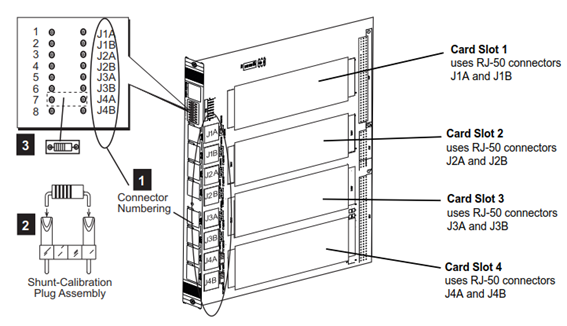 1 J1A
2 J1B
3 J2A
4 J2B
5 J3A
6 J3B
7 J4A
8 J4B
3
1
Connector
Numbering
2
Shunt-Calibration
Plug Assembly
J1A
J1B
J2A
J2B
J3A
J3B
J4A
J4B
Card Slot 1
uses RJ-50 connectors
J1A and J1B
Card Slot 2
uses RJ-50 connectors
J2A and J2B
Card Slot 3
uses RJ-50 connectors
J3A and J3B
Card Slot 4
uses RJ-50 connectors
J4A and J4B